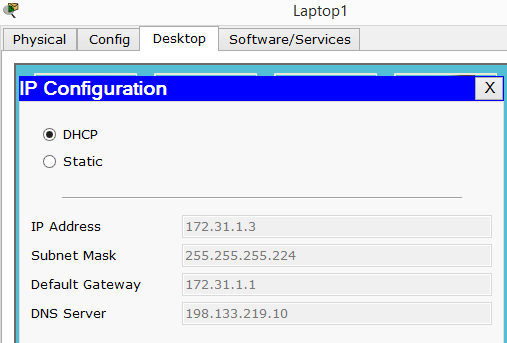 Laptop1
Physical Config Desktop Software/Services
IP Configuration X
DHCP
Static
IP Address 172.31.1.3
Subnet Mask 255.255.255.224
Default Gateway 172.31.1.1
DNS Server 198.133.219.10